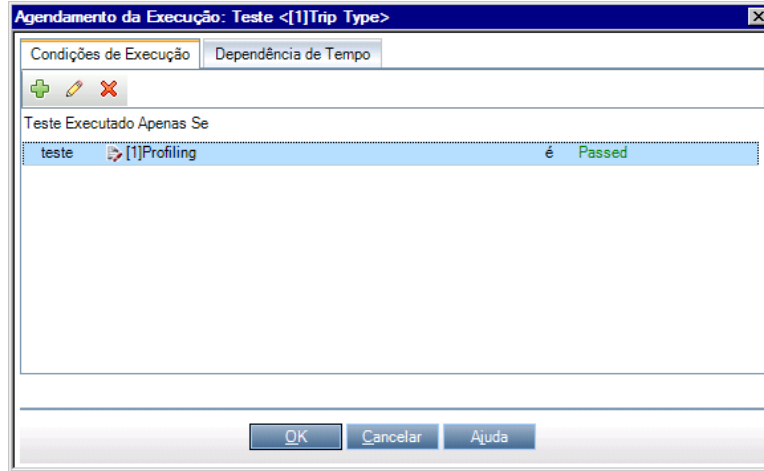 Agendamento da Execução: Teste <[1]Trip Type>
Condições de Execução Dependência de Tempo
Teste Executado Apenas Se
teste [1]Profiling é Passed
OK Cancelar Ajuda